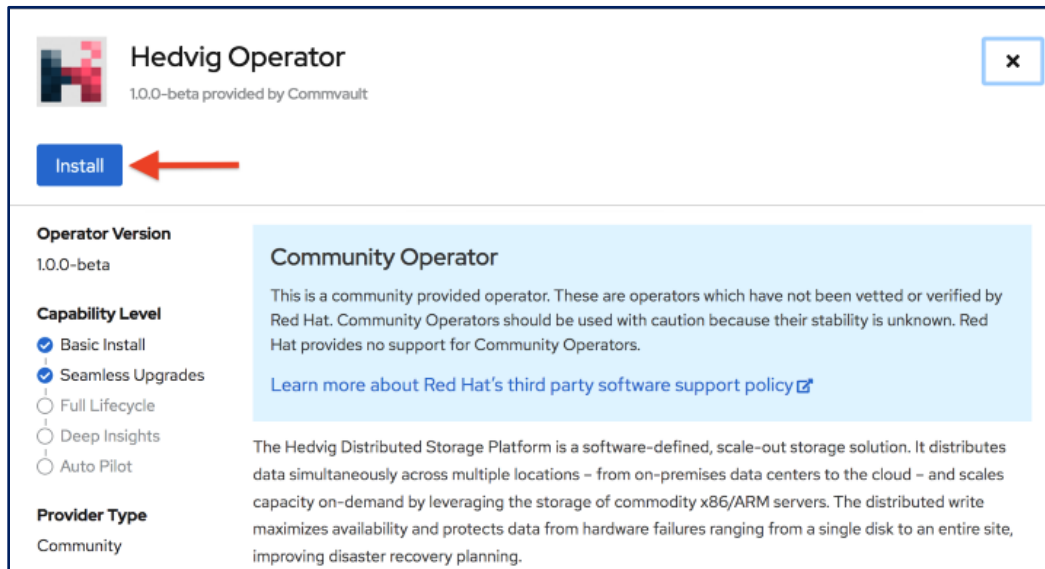 Hedvig Operator
1.0.0-beta provided by Commvault
Install
Operator Version
1.0.0-beta
Capability Level
Basic Install
Seamless Upgrades
Full Lifecycle
Deep Insights
Auto Pilot
Provider Type
Community
Community Operator
This is a community provided operator. These are operators which have not been vetted or verified by
Red Hat. Community Operators should be used with caution because their stability is unknown. Red
Hat provides no support for Community Operators.
Learn more about Red Hat's third party software support policy
The Hedvig Distributed Storage Platform is a software-defined, scale-out storage solution. It distributes
data simultaneously across multiple locations – from on-premises data centers to the cloud – and scales
capacity on-demand by leveraging the storage of commodity x86/ARM servers. The distributed write
maximizes availability and protects data from hardware failures ranging from a single disk to an entire site,
improving disaster recovery planning.